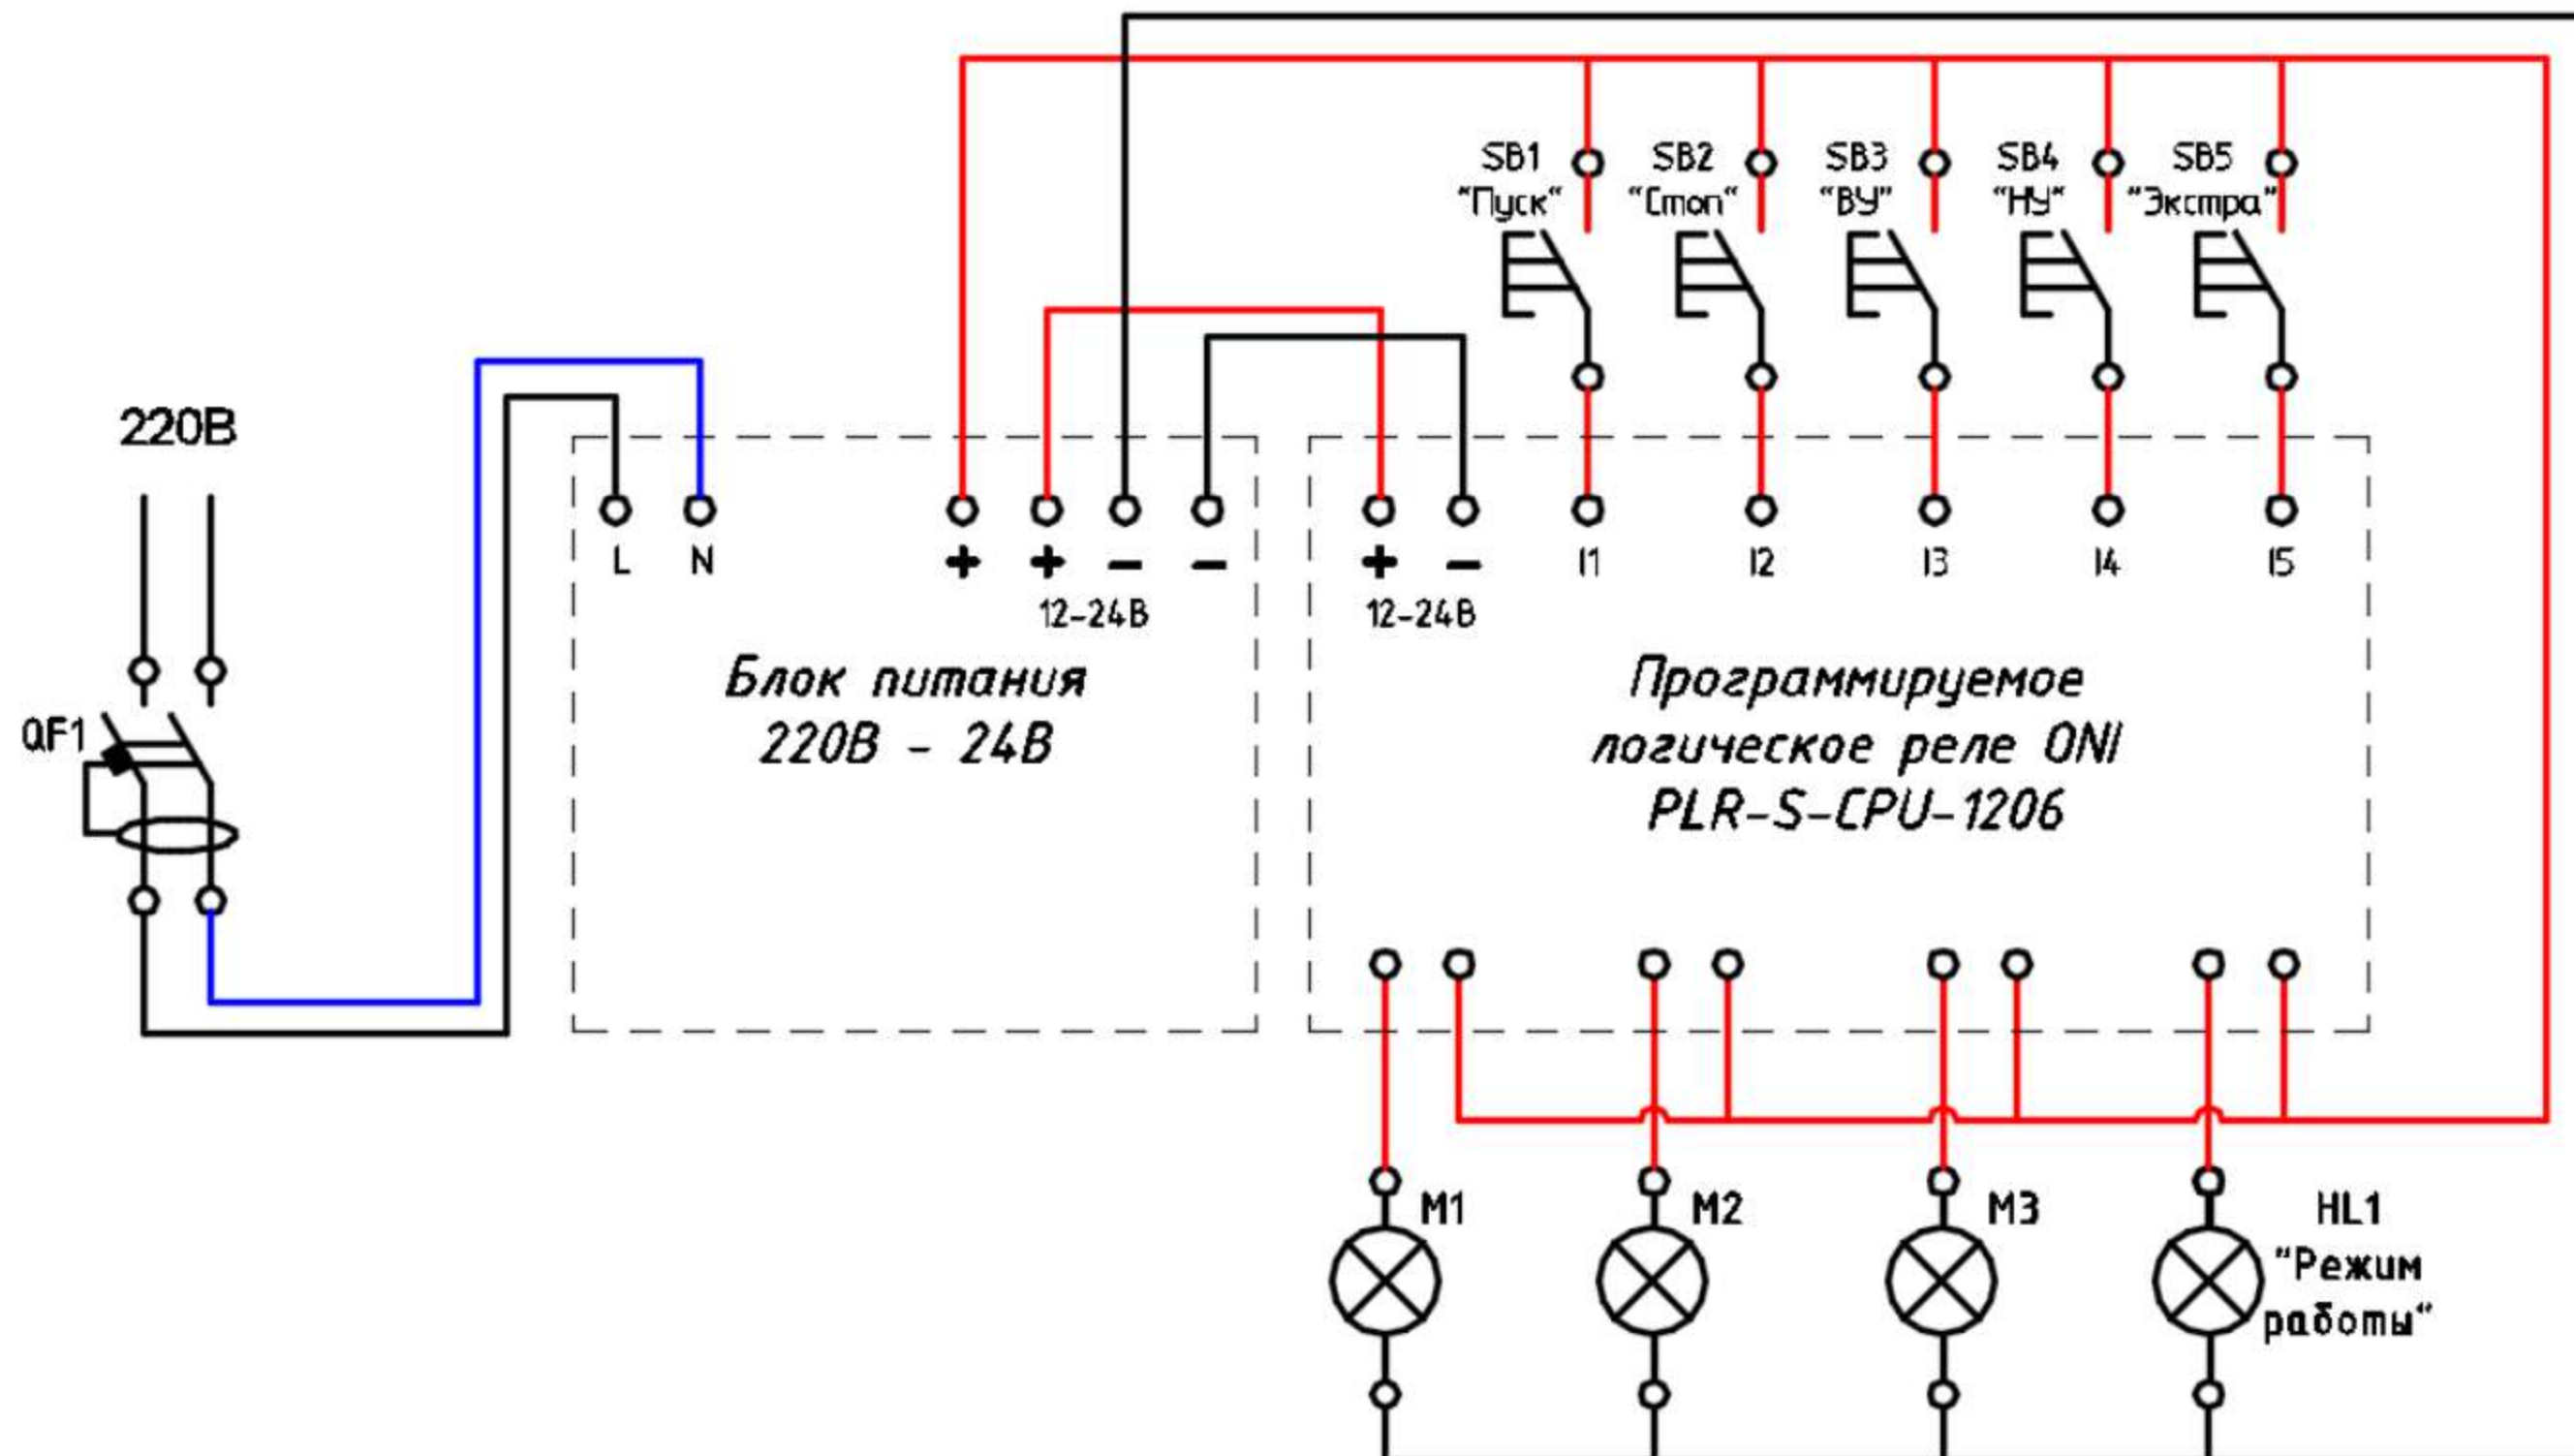 SB1
“Пуск“
SB2
“Стоп“
SB3
“ВУ”
SB4
“НУ“
SB5
“Экстра”
220В
L
N
+
+
−
−
12-24В
+
−
12-24В
I1
I2
I3
I4
I5
Блок питания
220В - 24В
Программируемое
логическое реле ONI
PLR-S-CPU-1206
QF1
M1
M2
M3
HL1
“Режим
работы“